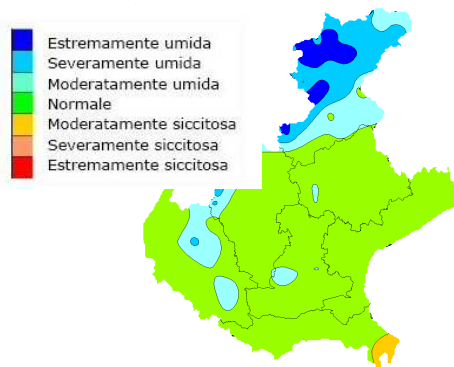 Estremamente umida
Severamente umida
Moderatamente umida
Normale
Moderatamente siccitosa
Severamente siccitosa
Estremamente siccitosa